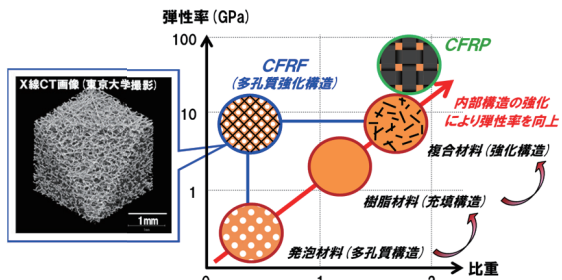 弾性率(GPa)
100
CFRF
(多孔質強化構造)
CFRP
X線CT画像(東京大学撮影)
1mm
10
内部構造の強化
により弾性率を向上
複合材料(強化構造)
1
樹脂材料(充填構造)
発泡材料(多孔質構造)
比重